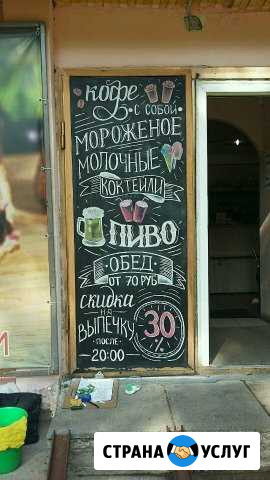 кофе
с собой
МОРОЖЕНОЕ
МОЛОЧНЫЕ
КОКТЕЙЛИ
ПИВО
ОБЕД
ОТ 70 РУБ
СКИДКА
НА
ВЫПЕЧКУ
ПОСЛЕ
20:00
30
%
И
СТРАНА УСЛУГ